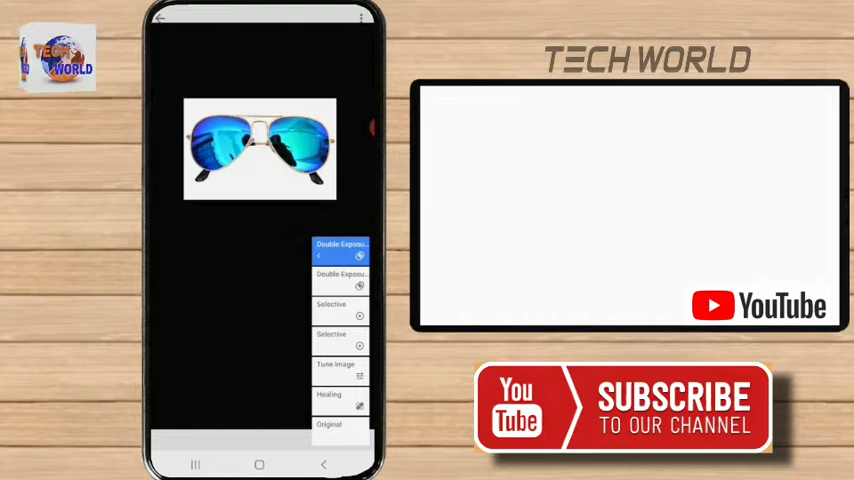 TECH
WORLD
TECH WORLD
Double Exposu...
Double Exposu...
Selective
Selective
Tune image
Healing
Original
YouTube
You
Tube
SUBSCRIBE
TO OUR CHANNEL